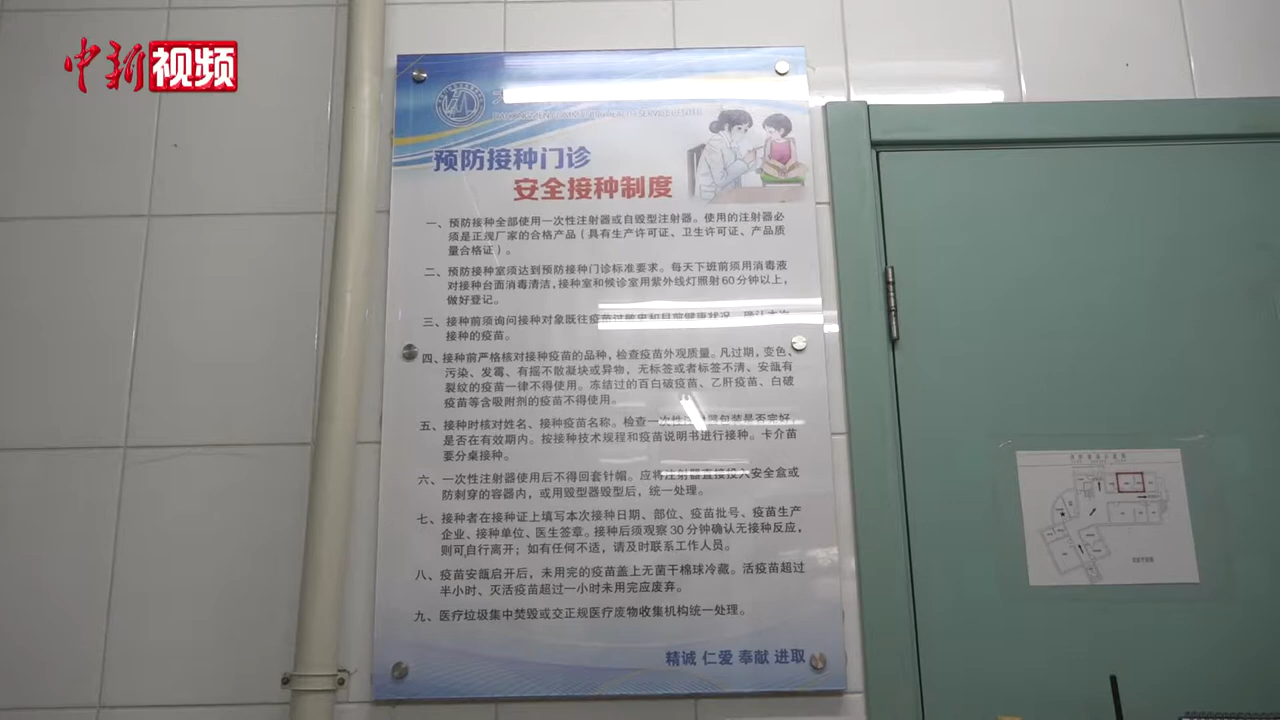 中新视频
预防接种门诊
安全接种制度
一、预防接种全部使用一次性注射器或自毁型注射器。使用的注射器必
须是正规厂家的合格产品（具有生产许可证、卫生许可证、产品质
量合格证）。
二、预防接种室须达到预防接种门诊标准要求。每天下班前须用消毒液
对接种台面消毒清洁，接种室和候诊室用紫外线灯照射60分钟以上，
做好登记。
三、接种前须询问接种对象既往疫苗过敏史和目前健康状况，确认本次
接种的疫苗。
四、接种前严格核对接种疫苗的品种，检查疫苗外观质量。凡过期，变色、
污染、发霉、有摇不散凝块或异物，无标签或者标签不清、安瓿有
裂纹的疫苗一律不得使用。冻结过的百白破疫苗、乙肝疫苗、白破
疫苗等含吸附剂的疫苗不得使用。
五、接种时核对姓名、接种疫苗名称。检查一次性注射器包装是否完好，
是否在有效期内。按接种技术规程和疫苗说明书进行接种。卡介苗
要分桌接种。
六、一次性注射器使用后不得回套针帽。应将注射器直接投入安全盒或
防刺穿的容器内，或用毁型器毁型后，统一处理。
七、接种者在接种证上填写本次接种日期、部位、疫苗批号、疫苗生产
企业、接种单位、医生签章。接种后须观察30分钟确认无接种反应，
则可自行离开；如有任何不适，请及时联系工作人员。
八、疫苗安瓿启开后，未用完的疫苗盖上无菌干棉球冷藏。活疫苗超过
半小时、灭活疫苗超过一小时未用完应废弃。
九、医疗垃圾集中焚毁或交正规医疗废物收集机构统一处理。
精诚 仁爱 奉献 进取